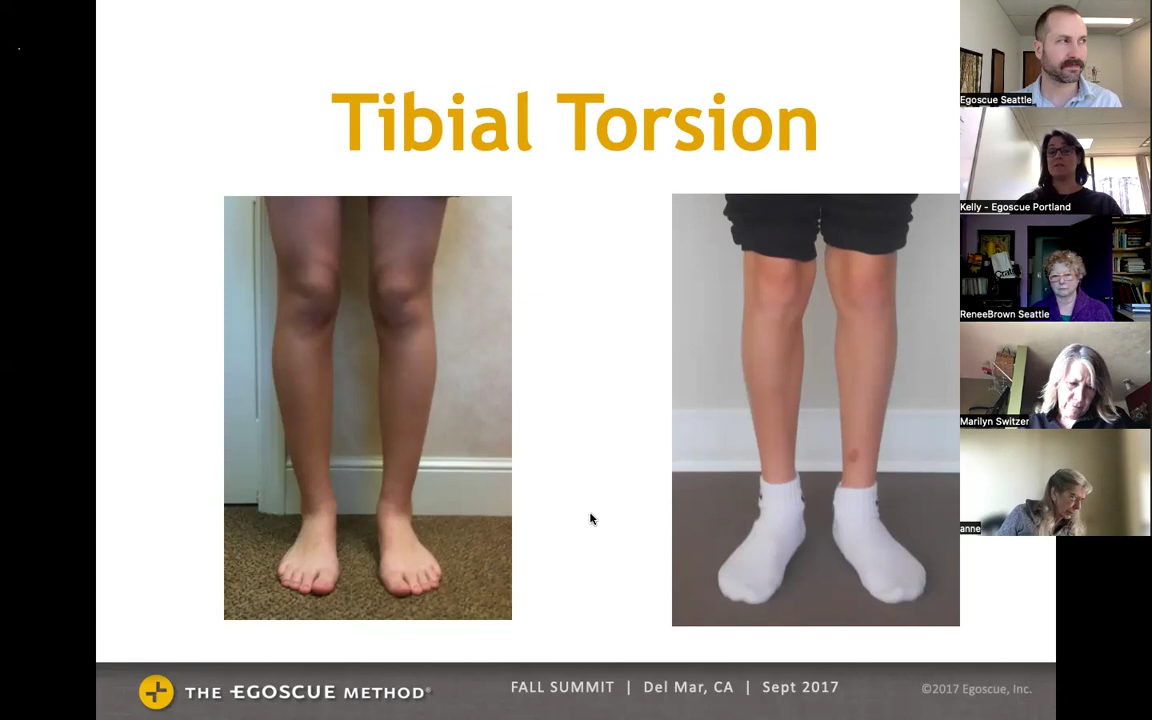 Tibial Torsion
Egoscue Seattle
Kelly - Egoscue Portland
ReneeBrown Seattle
Marilyn Switzer
anne
THE EGOSCUE METHOD®
FALL SUMMIT | Del Mar, CA | Sept 2017
©2017 Egoscue, Inc.